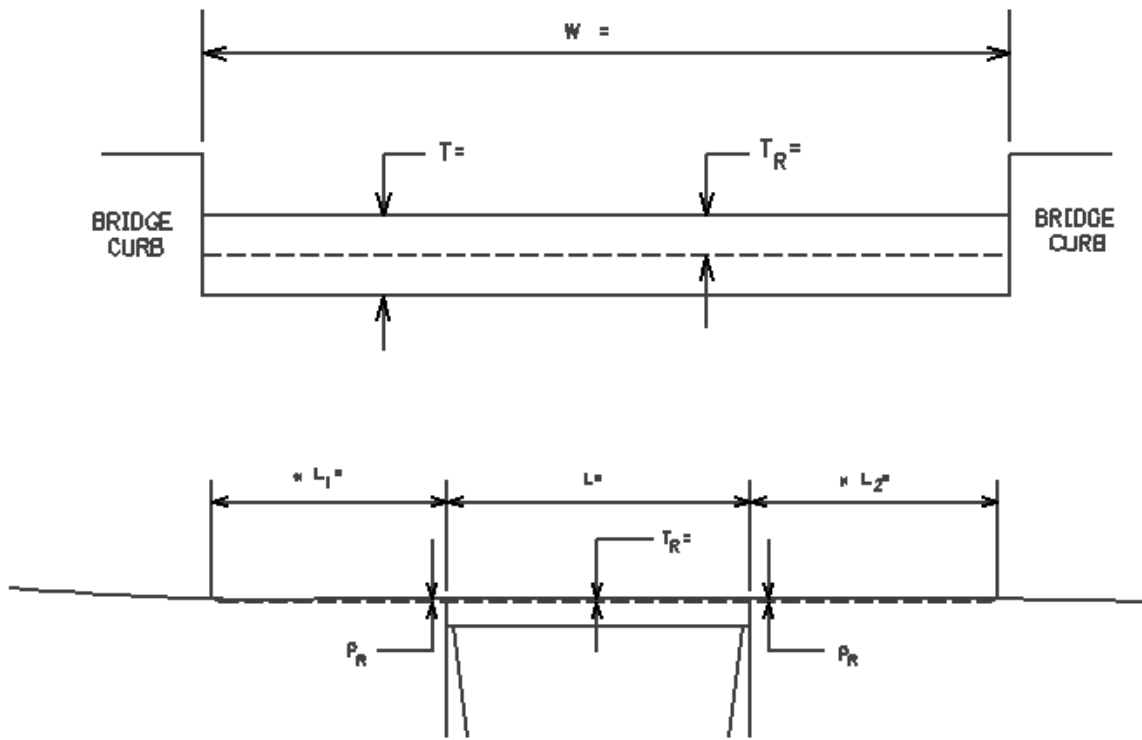 W =
T=
T_R=
BRIDGE
CURB
BRIDGE
CURB
* L_1=
L=
* L_2=
T_R=
P_R
P_R